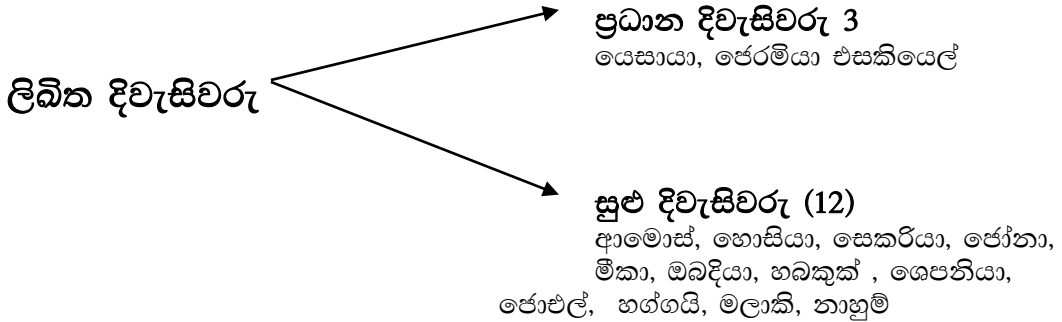 ලිඛිත දිවැසිවරු
ප්‍රධාන දිවැසිවරු 3
යෙසායා, ජෙරමියා එසකියෙල්
සුළු දිවැසිවරු (12)
ආමොස්, හොසියා, සෙකරියා, ජෝනා,
මීකා, ඔබදියා, හබකුක් , ශෙපනියා,
ජොඑල්, හග්ගයි, මලාකි, නාහුම්